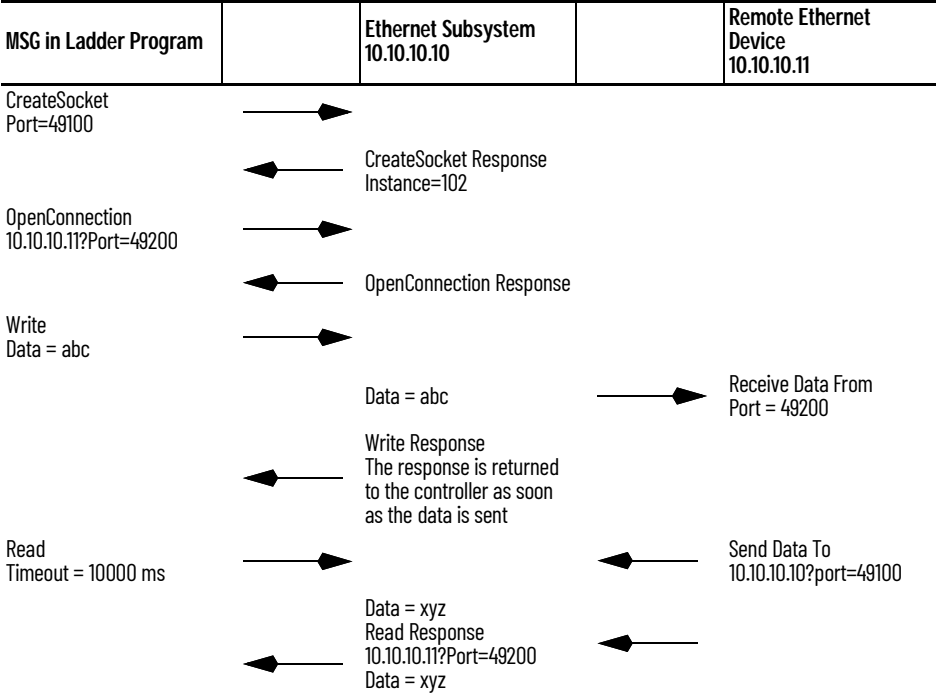 MSG in Ladder Program
Ethernet Subsystem
10.10.10.10
Remote Ethernet
Device
10.10.10.11
CreateSocket
Port=49100
CreateSocket Response
Instance=102
OpenConnection
10.10.10.11?Port=49200
OpenConnection Response
Write
Data = abc
Data = abc
Receive Data From
Port = 49200
Write Response
The response is returned
to the controller as soon
as the data is sent
Read
Timeout = 10000 ms
Send Data To
10.10.10.10?port=49100
Data = xyz
Read Response
10.10.10.11?Port=49200
Data = xyz